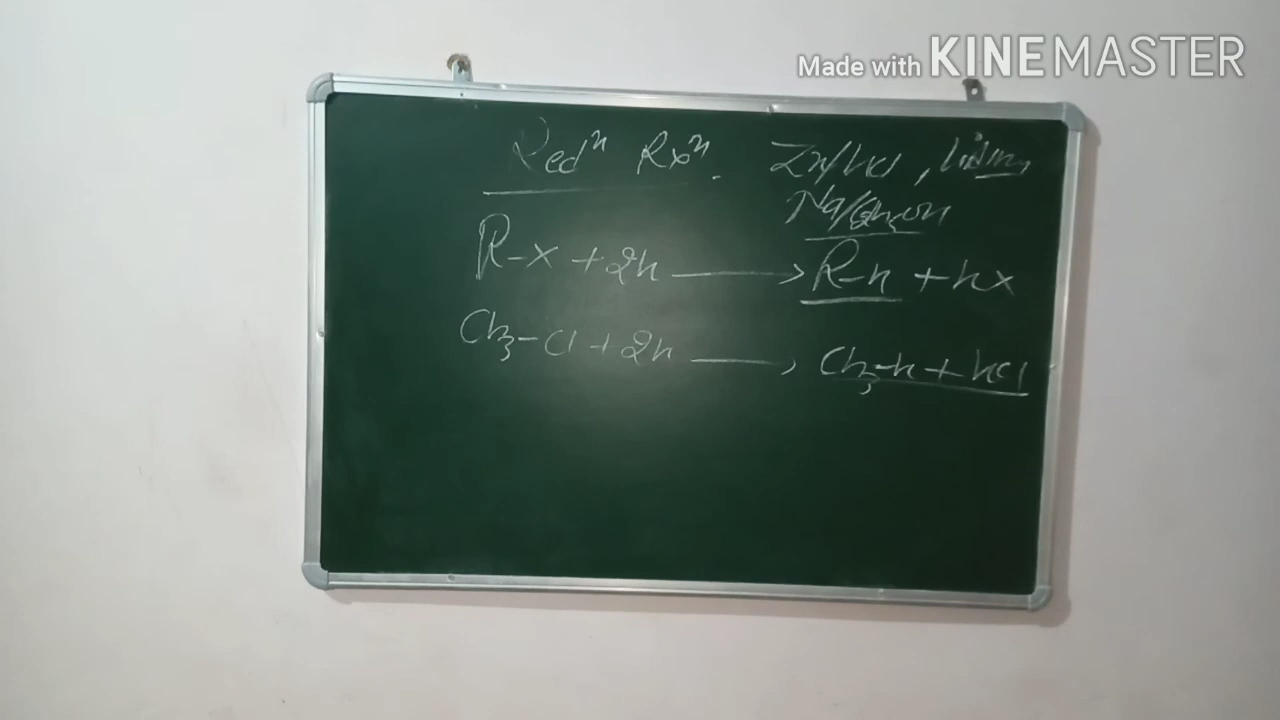 Made with KINEMASTER
Redⁿ Rxⁿ. Zn/HCl, LiAlH₄
Na/C₂H₅OH
R-X + 2H ⟶ R-H + HX
CH₃-Cl + 2H ⟶ CH₃-H + HCl